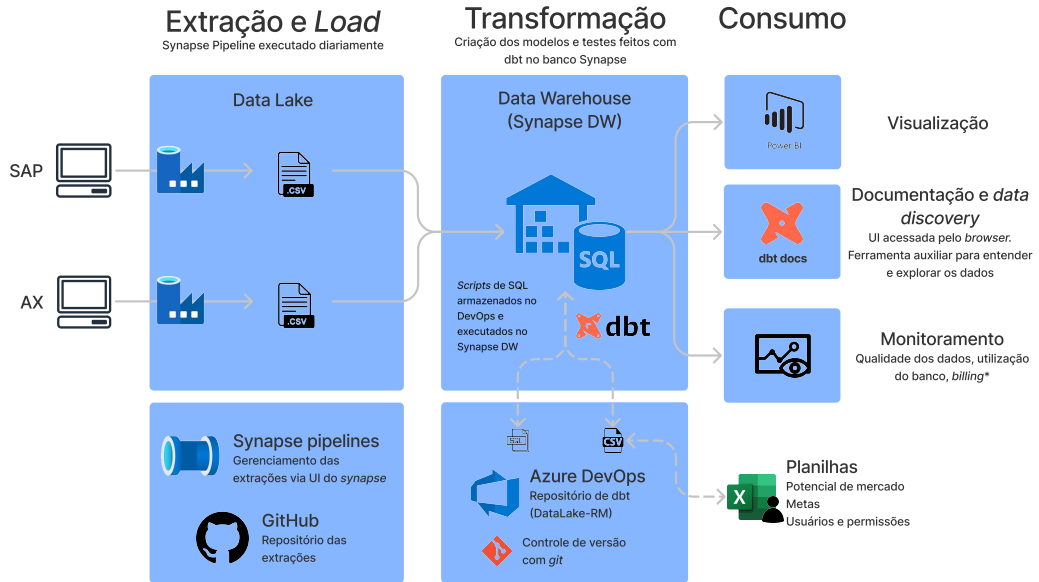 Extração e Load
Synapse Pipeline executado diariamente
Transformação
Criação dos modelos e testes feitos com
dbt no banco Synapse
Consumo
SAP
AX
Data Lake
.CSV
.CSV
Data Warehouse
(Synapse DW)
SQL
Scripts de SQL
armazenados no
DevOps e
executados no
Synapse DW
dbt
Power BI
Visualização
dbt docs
Documentação e data
discovery
UI acessada pelo browser.
Ferramenta auxiliar para entender
e explorar os dados
Monitoramento
Qualidade dos dados, utilização
do banco, billing*
Synapse pipelines
Gerenciamento das
extrações via UI do synapse
GitHub
Repositório das
extrações
SQL
CSV
Azure DevOps
Repositório de dbt
(DataLake-RM)
Controle de versão
com git
X
Planilhas
Potencial de mercado
Metas
Usuários e permissões